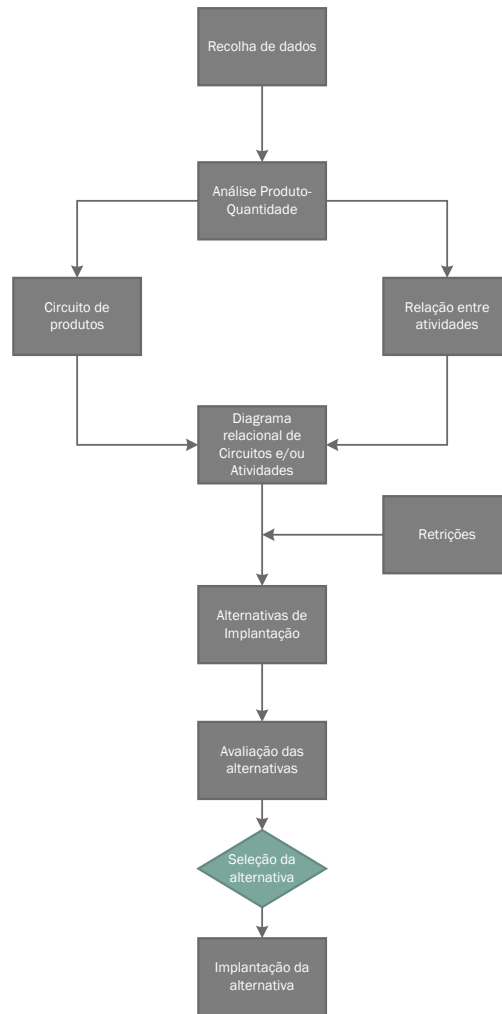 Recolha de dados
Análise Produto-
Quantidade
Circuito de
produtos
Relação entre
atividades
Diagrama
relacional de
Circuitos e/ou
Atividades
Retrições
Alternativas de
Implantação
Avaliação das
alternativas
Seleção da
alternativa
Implantação da
alternativa